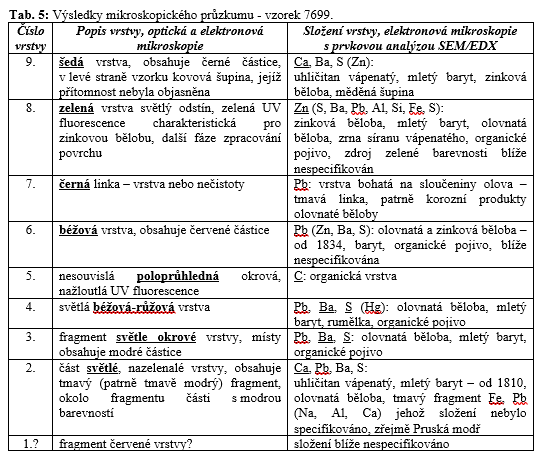 Tab. 5: Výsledky mikroskopického průzkumu - vzorek 7699.
Číslo vrstvy
Popis vrstvy, optická a elektronová mikroskopie
Složení vrstvy, elektronová mikroskopie s prvkovou analýzou SEM/EDX
9.
šedá vrstva, obsahuje černé částice,
v levé straně vzorku kovová šupina, jejíž
přítomnost nebyla objasněna
Ca, Ba, S (Zn):
uhličitan vápenatý, mletý baryt, zinková
běloba, měděná šupina
8.
zelená vrstva světlý odstín, zelená UV
fluorescence charakteristická pro
zinkovou bělobu, další fáze zpracování
povrchu
Zn (S, Ba, Pb, Al, Si, Fe, S):
zinková běloba, mletý baryt, olovnatá
běloba, zrna síranu vápenatého, organické
pojivo, zdroj zelené barevnosti blíže
nespecifikován
7.
černá linka – vrstva nebo nečistoty
Pb: vrstva bohatá na sloučeniny olova –
tmavá linka, patrně korozní produkty
olovnaté běloby
6.
béžová vrstva, obsahuje červené částice
Pb (Zn, Ba, S): olovnatá a zinková běloba –
od 1834, baryt, organické pojivo, blíže
nespecifikována
5.
nesouvislá poloprůhledná okrová,
nažloutlá UV fluorescence
C: organická vrstva
4.
světlá béžová-růžová vrstva
Pb, Ba, S (Hg): olovnatá běloba, mletý
baryt, rumělka, organické pojivo
3.
fragment světle okrové vrstvy, místy
obsahuje modré částice
Pb, Ba, S: olovnatá běloba, mletý baryt,
organické pojivo
2.
část světlé, nazelenalé vrstvy, obsahuje
tmavý (patrně tmavě modrý) fragment,
okolo fragmentu části s modrou
barevností
Ca, Pb, Ba, S:
uhličitan vápenatý, mletý baryt – od 1810,
olovnatá běloba, tmavý fragment Fe, Pb
(Na, Al, Ca) jehož složení nebylo
specifikováno, zřejmě Pruská modř
1.?
fragment červené vrstvy?
složení blíže nespecifikováno